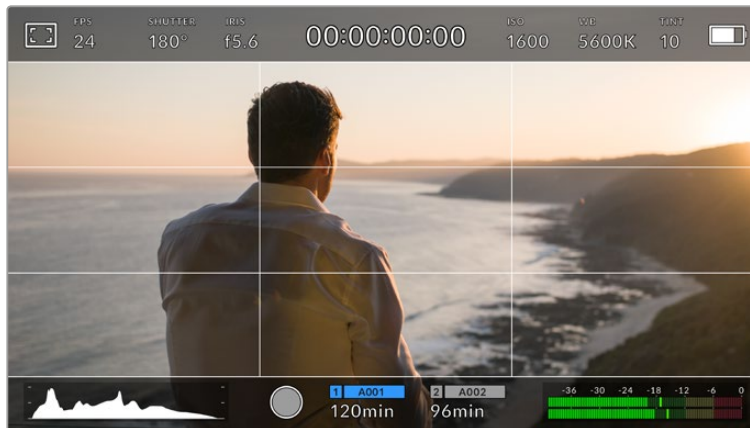 FPS SHUTTER IRIS ISO WB TINT
24 180° f5.6 00:00:00:00 1600 5600K 10
1 A001 2 A002
120min 96min
-36 -30 -24 -18 -12 -6 0